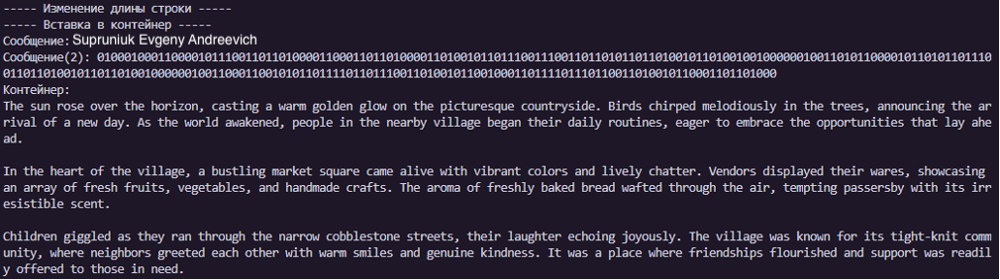 ----- Изменение длины строки -----
----- Вставка в контейнер -----
Сообщение: Supruniuk Evgeny Andreevich
Сообщение(2):
Контейнер:
The sun rose over the horizon, casting a warm golden glow on the picturesque countryside. Birds chirped melodiously in the trees, announcing the ar
rival of a new day. As the world awakened, people in the nearby village began their daily routines, eager to embrace the opportunities that lay ahe
ad.
In the heart of the village, a bustling market square came alive with vibrant colors and lively chatter. Vendors displayed their wares, showcasing
an array of fresh fruits, vegetables, and handmade crafts. The aroma of freshly baked bread wafted through the air, tempting passersby with its irr
esistible scent.
Children giggled as they ran through the narrow cobblestone streets, their laughter echoing joyously. The village was known for its tight-knit comm
unity, where neighbors greeted each other with warm smiles and genuine kindness. It was a place where friendships flourished and support was readil
y offered to those in need.